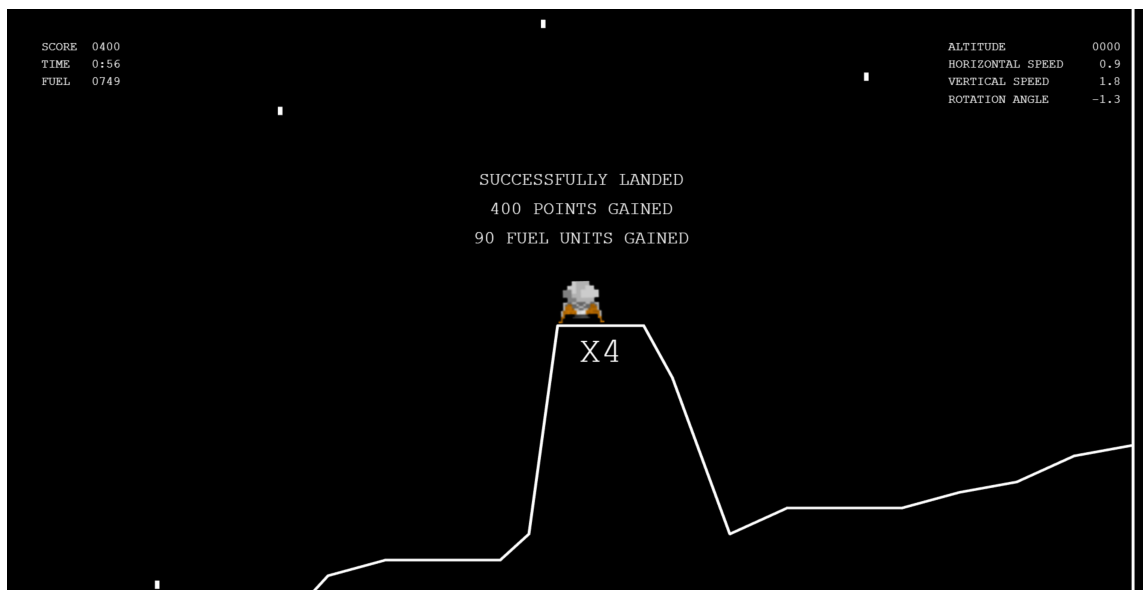 SCORE 0400
TIME 0:56
FUEL 0749
ALTITUDE 0000
HORIZONTAL SPEED 0.9
VERTICAL SPEED 1.8
ROTATION ANGLE -1.3
SUCCESSFULLY LANDED
400 POINTS GAINED
90 FUEL UNITS GAINED
X4